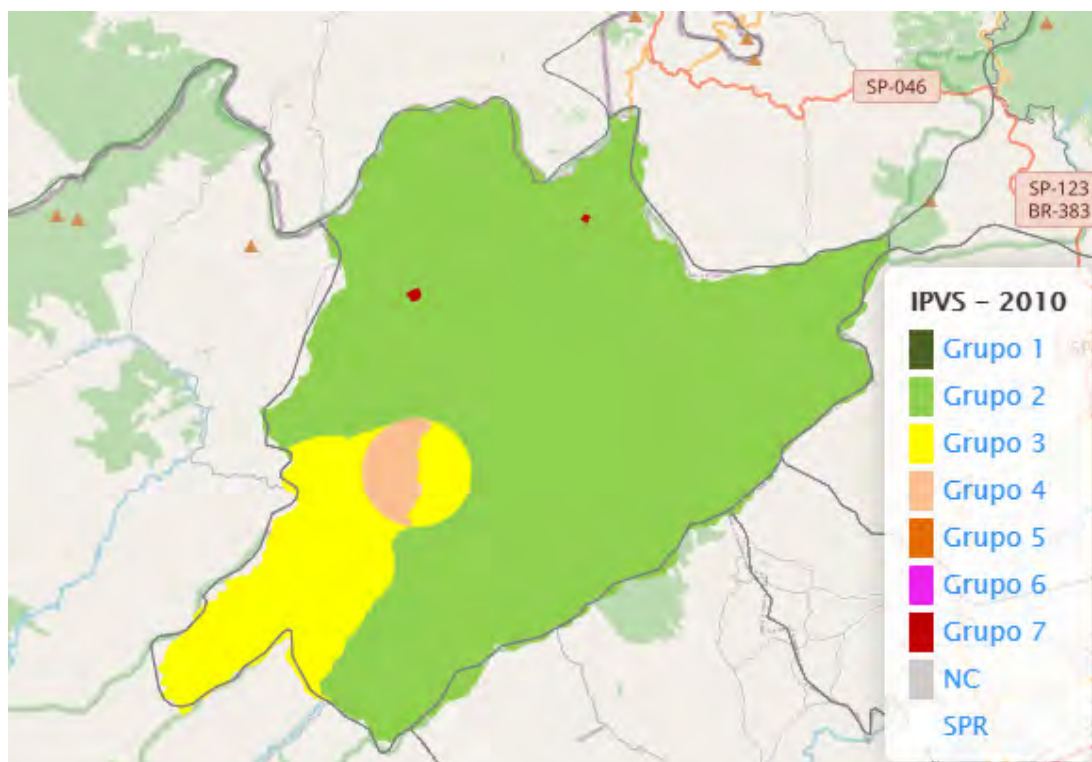 SP-046
SP-123
BR-383
IPVS - 2010
Grupo 1
Grupo 2
Grupo 3
Grupo 4
Grupo 5
Grupo 6
Grupo 7
NC
SPR